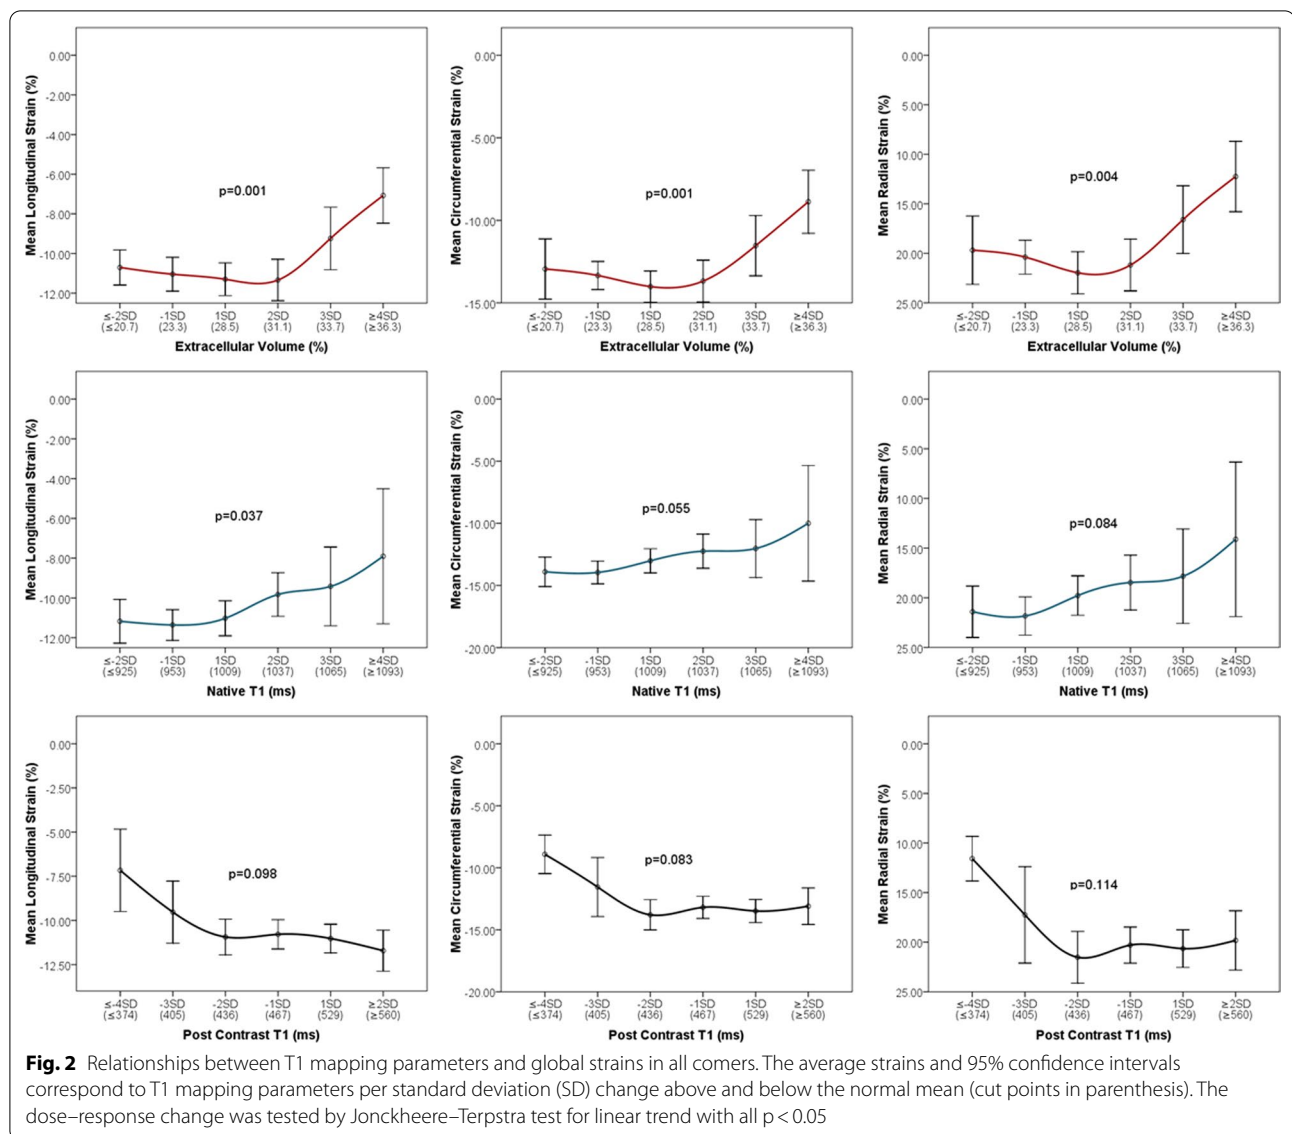 Mean Longitudinal Strain (%)
0.00
-2.00
-4.00
-6.00
-8.00
-10.00
-12.00
p=0.001
≤-2SD -1SD 1SD 2SD 3SD ≥4SD
(≤20.7) (23.3) (28.5) (31.1) (33.7) (≥36.3)
Extracellular Volume (%)
Mean Circumferential Strain (%)
0.00
-5.00
-10.00
-15.00
p=0.001
≤-2SD -1SD 1SD 2SD 3SD ≥4SD
(≤20.7) (23.3) (28.5) (31.1) (33.7) (≥36.3)
Extracellular Volume (%)
Mean Radial Strain (%)
0.00
5.00
10.00
15.00
20.00
25.00
p=0.004
≤-2SD -1SD 1SD 2SD 3SD ≥4SD
(≤20.7) (23.3) (28.5) (31.1) (33.7) (≥36.3)
Extracellular Volume (%)
Mean Longitudinal Strain (%)
0.00
-2.00
-4.00
-6.00
-8.00
-10.00
-12.00
p=0.037
≤-2SD -1SD 1SD 2SD 3SD ≥4SD
(≤925) (953) (1009) (1037) (1065) (≥1093)
Native T1 (ms)
Mean Circumferential Strain (%)
0.00
-5.00
-10.00
-15.00
-20.00
p=0.055
≤-2SD -1SD 1SD 2SD 3SD ≥4SD
(≤925) (953) (1009) (1037) (1065) (≥1093)
Native T1 (ms)
Mean Radial Strain (%)
0.00
5.00
10.00
15.00
20.00
25.00
p=0.084
≤-2SD -1SD 1SD 2SD 3SD ≥4SD
(≤925) (953) (1009) (1037) (1065) (≥1093)
Native T1 (ms)
Mean Longitudinal Strain (%)
0.00
-2.50
-5.00
-7.50
-10.00
-12.50
p=0.098
≤-4SD -3SD -2SD -1SD 1SD ≥2SD
(≤374) (405) (436) (467) (529) (≥560)
Post Contrast T1 (ms)
Mean Circumferential Strain (%)
0.00
-5.00
-10.00
-15.00
-20.00
p=0.083
≤-4SD -3SD -2SD -1SD 1SD ≥2SD
(≤374) (405) (436) (467) (529) (≥560)
Post Contrast T1 (ms)
Mean Radial Strain (%)
0.00
5.00
10.00
15.00
20.00
25.00
p=0.114
≤-4SD -3SD -2SD -1SD 1SD ≥2SD
(≤374) (405) (436) (467) (529) (≥560)
Post Contrast T1 (ms)
Fig. 2 Relationships between T1 mapping parameters and global strains in all comers. The average strains and 95% confidence intervals
correspond to T1 mapping parameters per standard deviation (SD) change above and below the normal mean (cut points in parenthesis). The
dose–response change was tested by Jonckheere–Terpstra test for linear trend with all p < 0.05